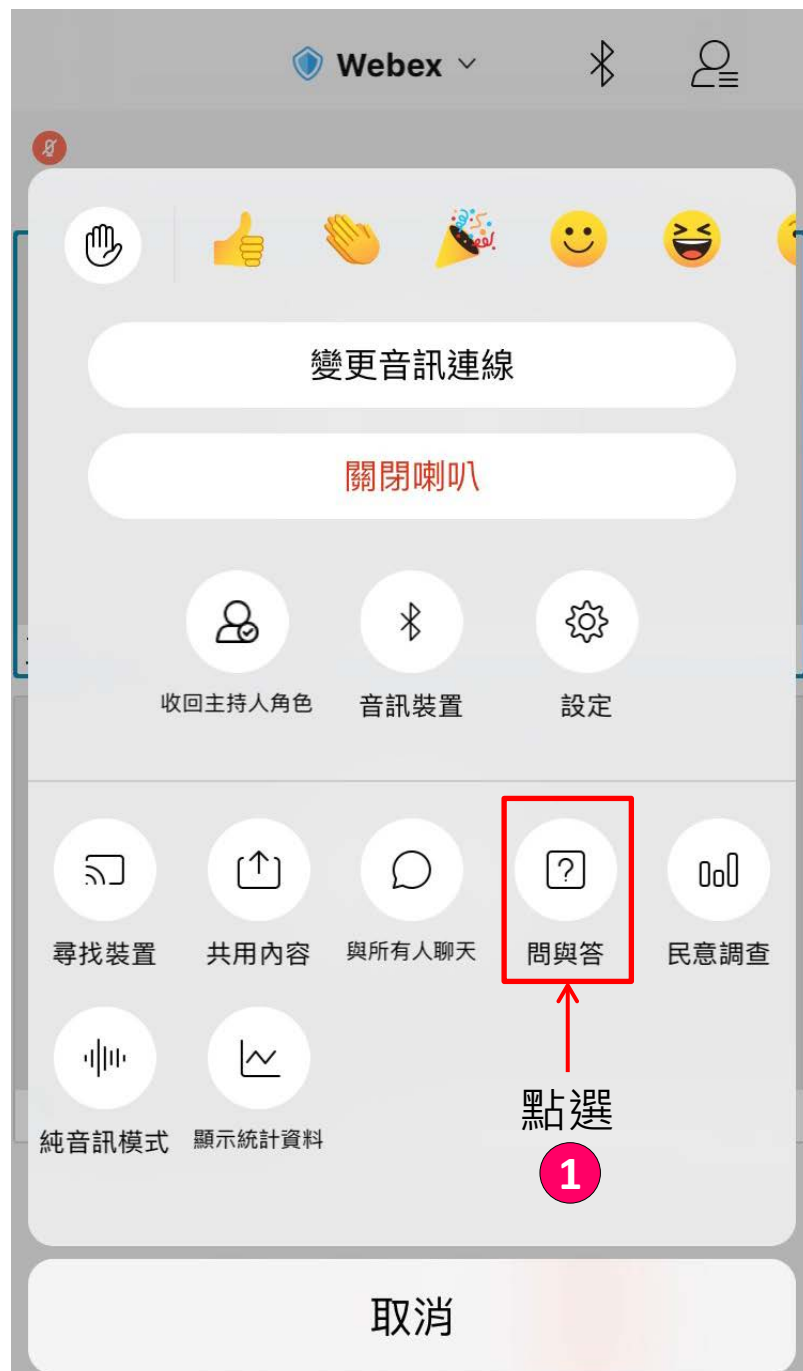 Webex
變更音訊連線
關閉喇叭
收回主持人角色 音訊裝置 設定
尋找裝置 共用內容 與所有人聊天 問與答 民意調查
純音訊模式 顯示統計資料
點選
1
取消